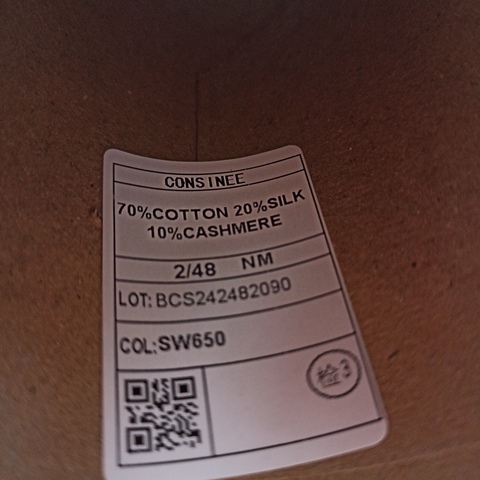 CONSINEE
70%COTTON 20%SILK
10%CASHMERE
2/48 NM
LOT: BCS242482090
COL:SW650
检3